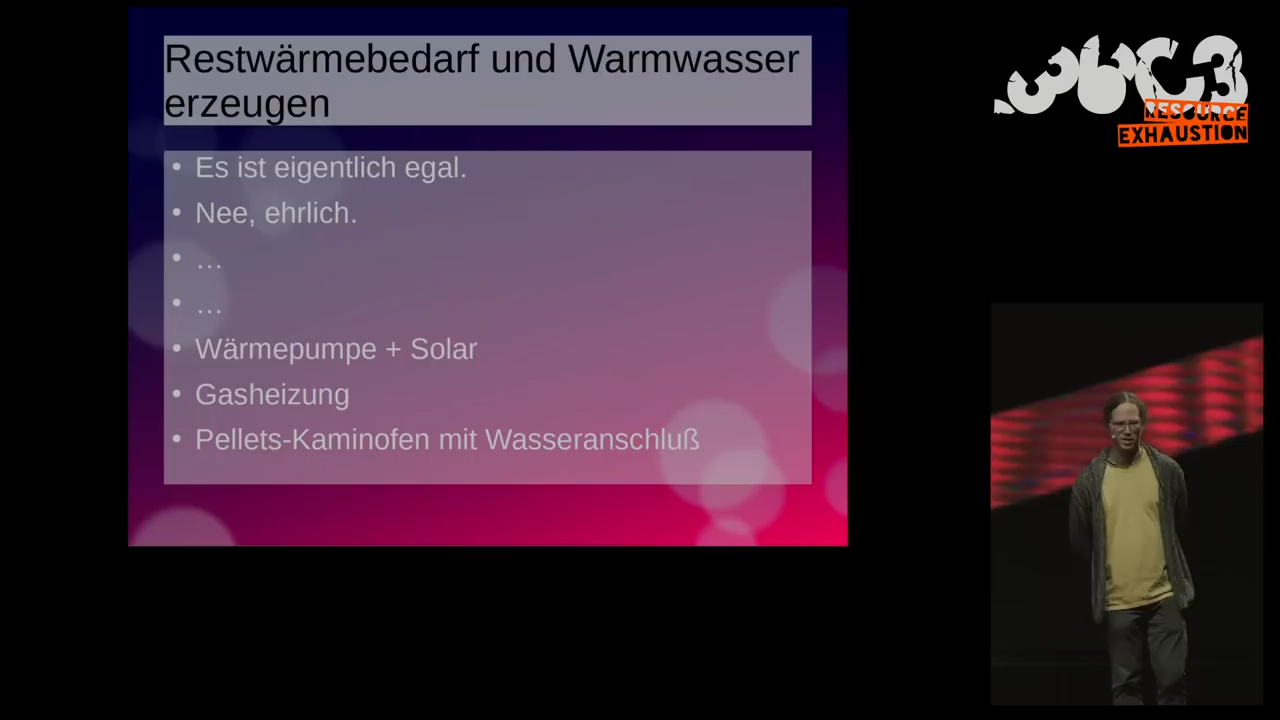 Restwärmebedarf und Warmwasser
erzeugen
• Es ist eigentlich egal.
• Nee, ehrlich.
• …
• …
• Wärmepumpe + Solar
• Gasheizung
• Pellets-Kaminofen mit Wasseranschluß
36C3
RESOURCE
EXHAUSTION